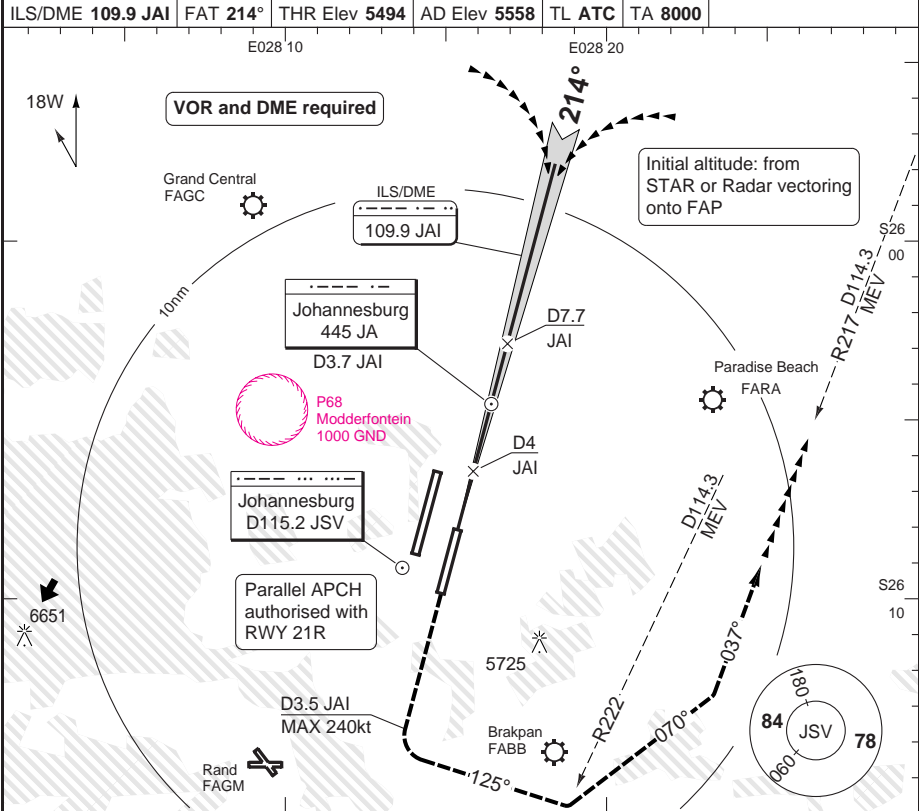 ILS/DME 109.9 JAI FAT 214° THR Elev 5494 AD Elev 5558 TL ATC TA 8000
E028 10
E028 20
18W
VOR and DME required
214°
Grand Central
FAGC
Initial altitude: from
STAR or Radar vectoring
onto FAP
ILS/DME
109.9 JAI
S26
00
10nm
Johannesburg
445 JA
D3.7 JAI
D7.7
JAI
R217 D114.3
MEV
Paradise Beach
FARA
P68
Modderfontein
1000 GND
D4
JAI
Johannesburg
D115.2 JSV
D114.3
MEV
Parallel APCH
authorised with
RWY 21R
S26
10
6651
5725
037°
D3.5 JAI
MAX 240kt
R222
070°
Brakpan
FABB
Rand
FAGM
125°
180
84
JSV
78
060